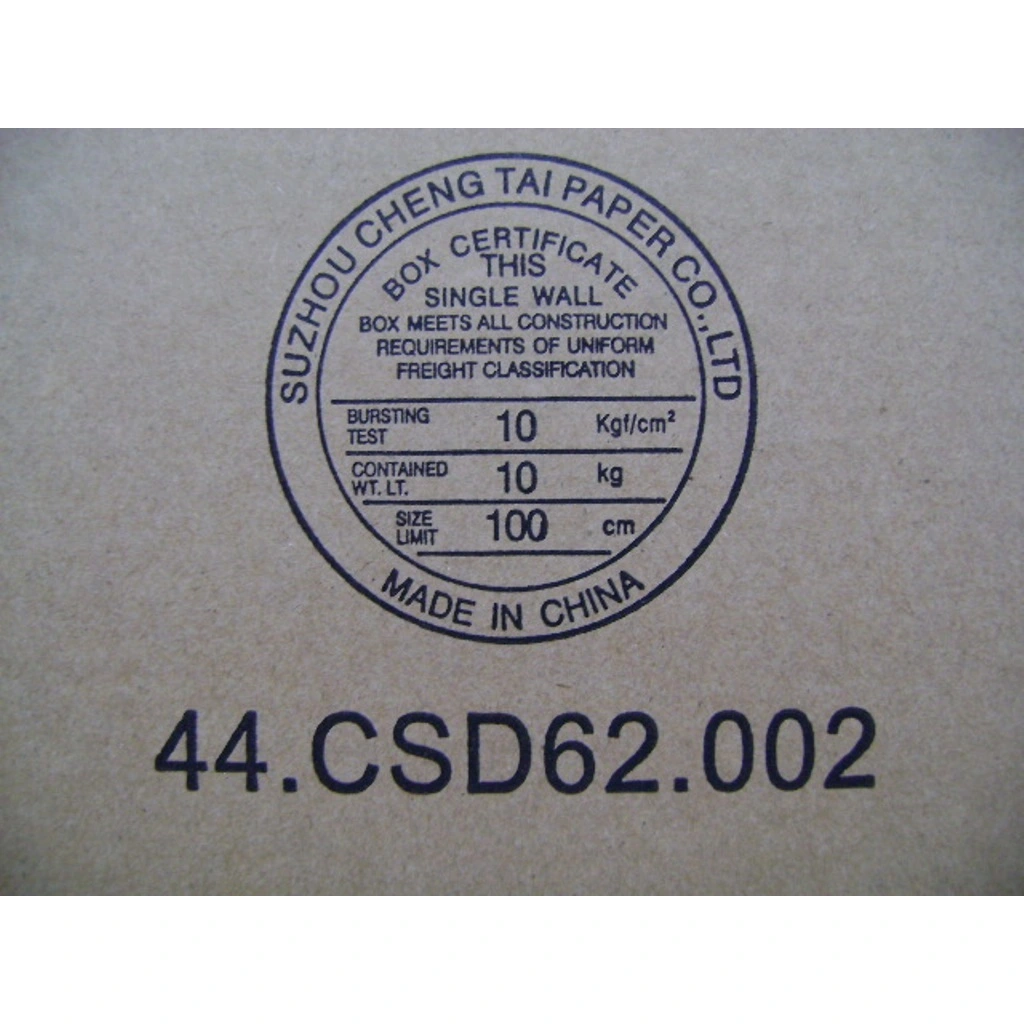 SUZHOU CHENG TAI PAPER CO., LTD
BOX CERTIFICATE
THIS
SINGLE WALL
BOX MEETS ALL CONSTRUCTION
REQUIREMENTS OF UNIFORM
FREIGHT CLASSIFICATION
BURSTING TEST 10 Kgf/cm²
CONTAINED WT. LT. 10 kg
SIZE LIMIT 100 cm
MADE IN CHINA
44.CSD62.002